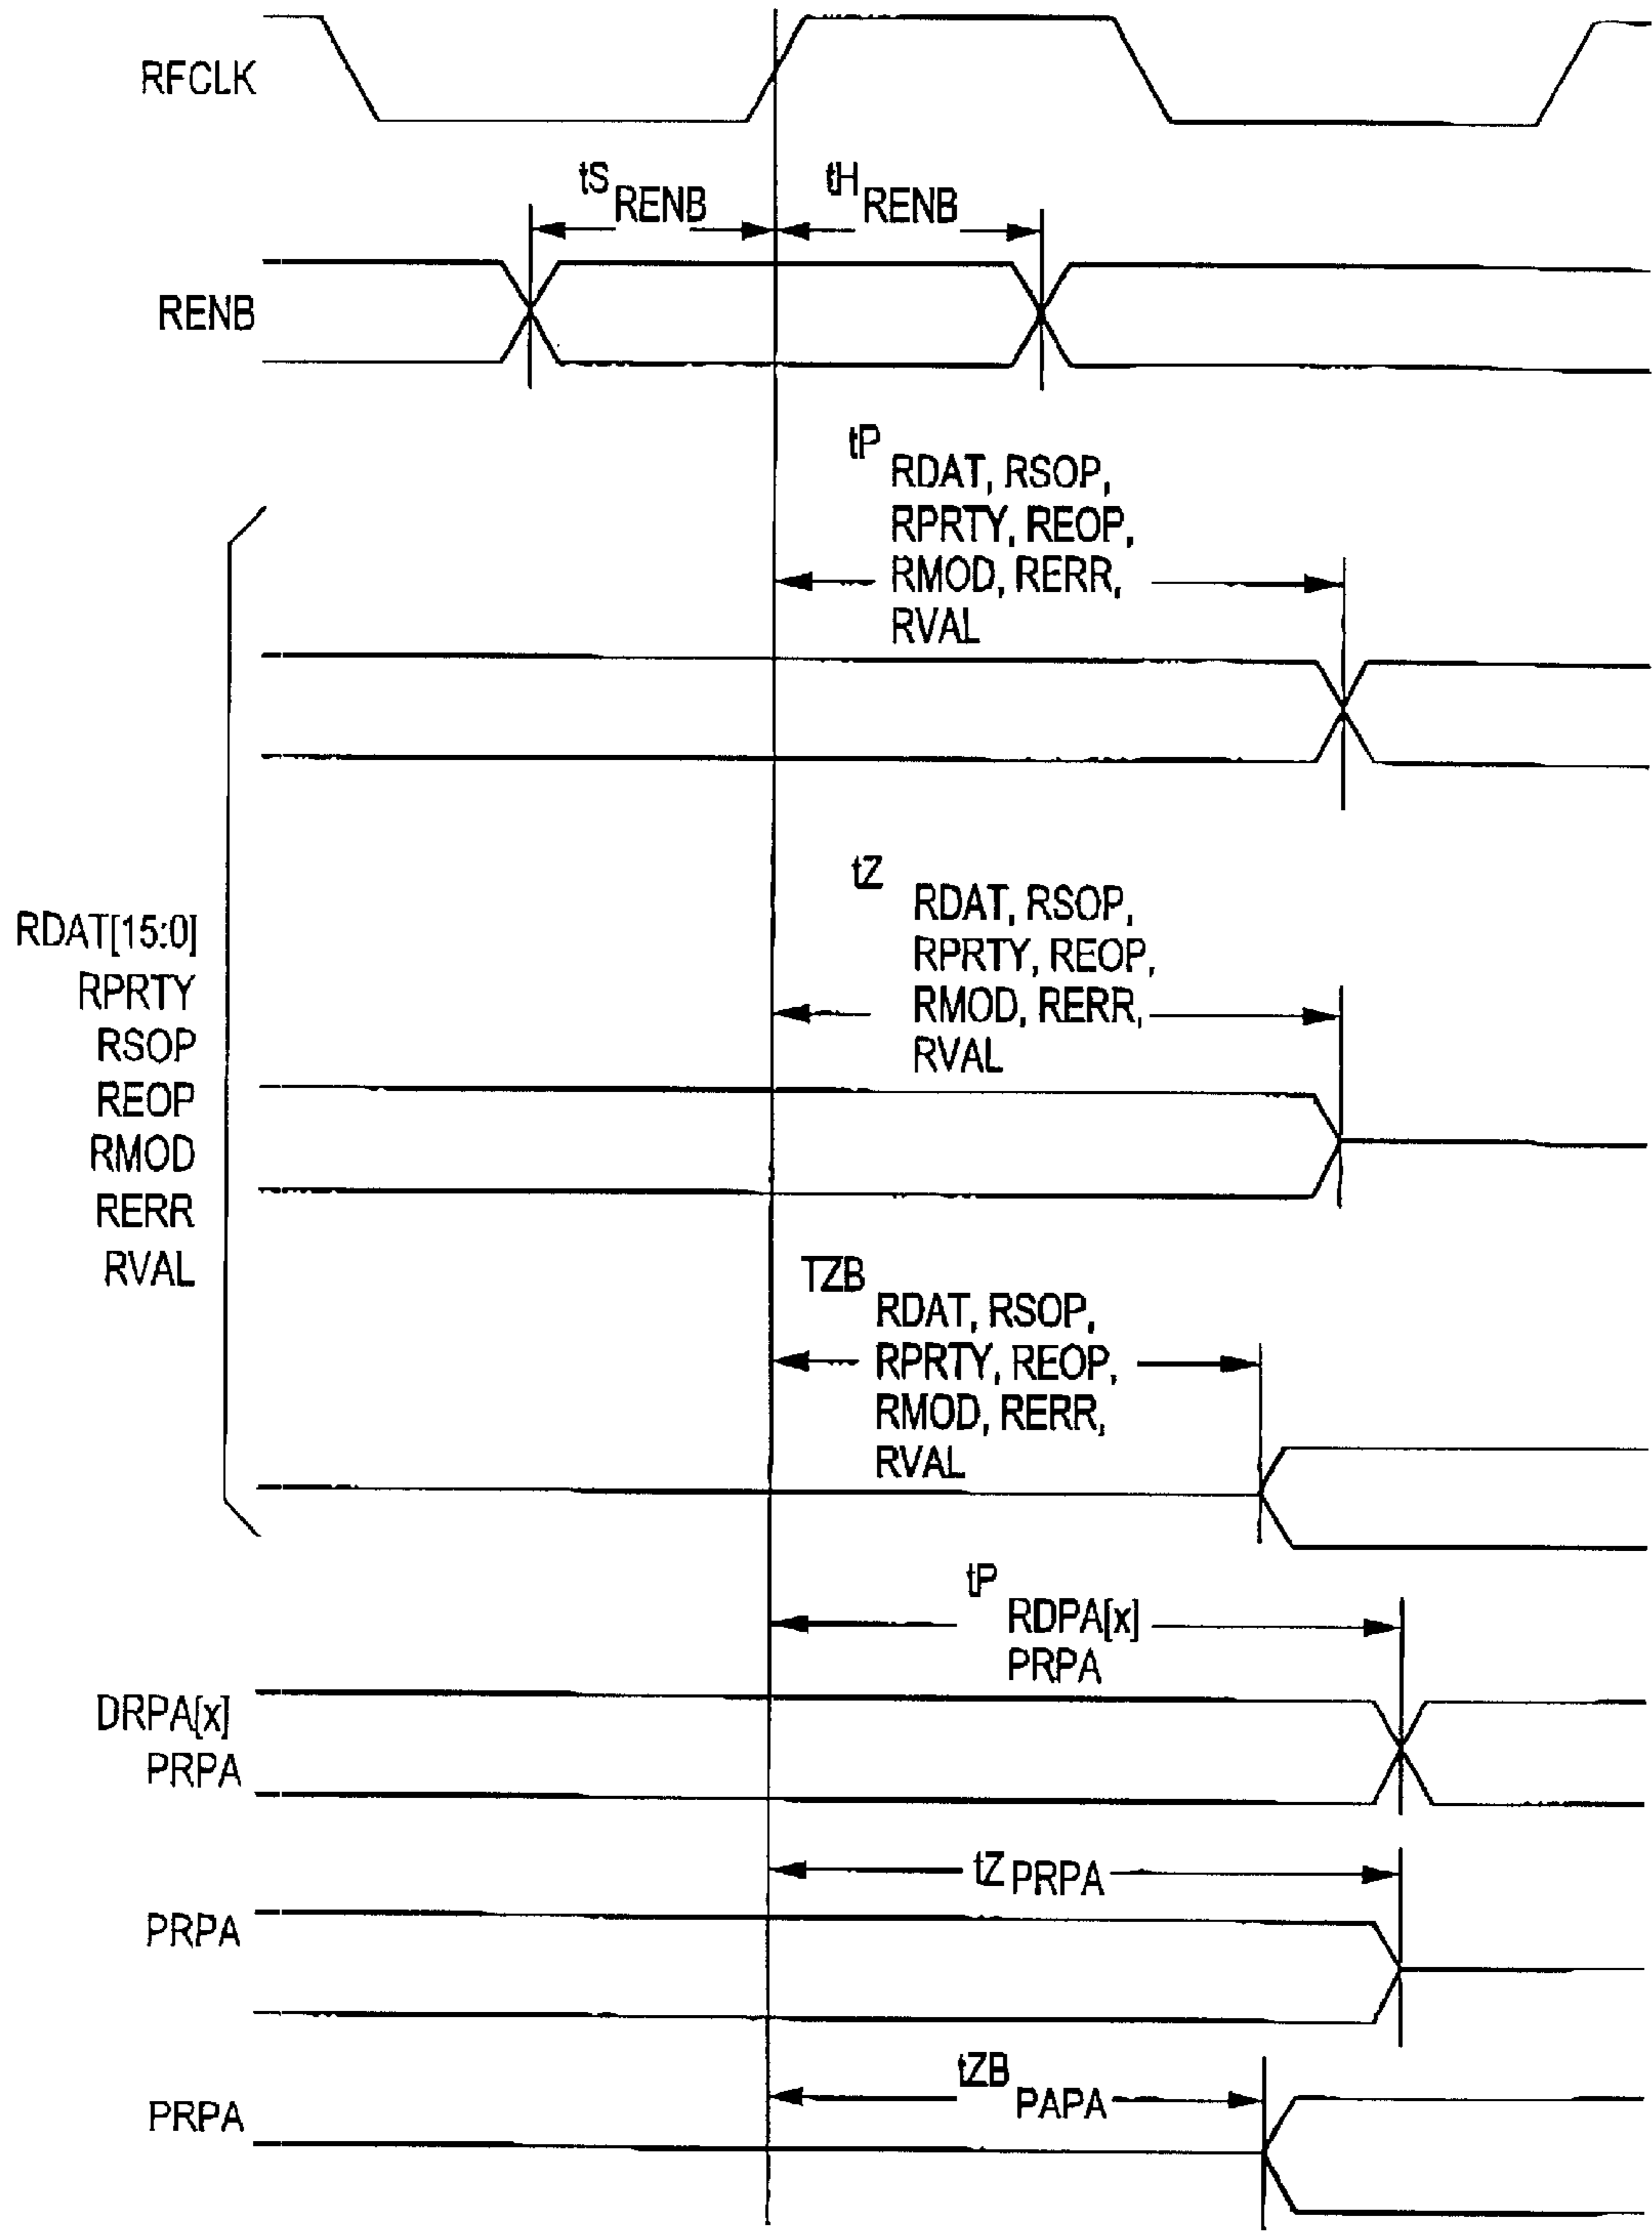 RFCLK
tS RENB
tH RENB
RENB
tP
RDAT, RSOP,
RPRTY, REOP,
RMOD, RERR,
RVAL
tZ
RDAT, RSOP,
RPRTY, REOP,
RMOD, RERR,
RVAL
RDAT[15:0]
RPRTY
RSOP
REOP
RMOD
RERR
RVAL
TZB
RDAT, RSOP,
RPRTY, REOP,
RMOD, RERR,
RVAL
tP
RDPA[x]
PRPA
DRPA[x]
PRPA
tZ PRPA
PRPA
tZB
PAPA
PRPA